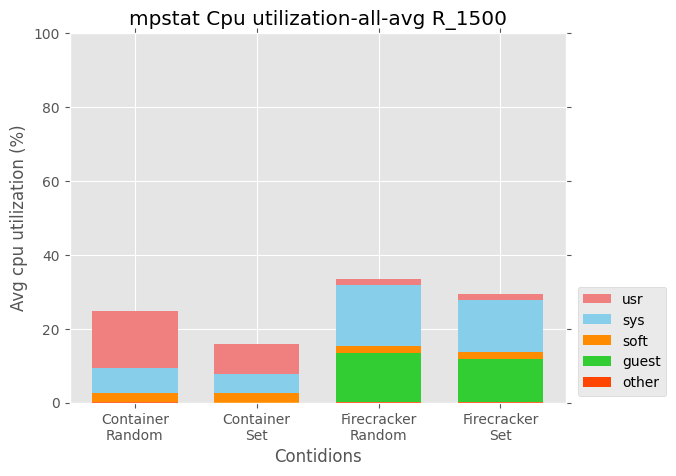 mpstat Cpu utilization-all-avg R_1500
Avg cpu utilization (%)
100
80
60
40
20
0
Container
Random
Container
Set
Firecracker
Random
Firecracker
Set
Contidions
usr
sys
soft
guest
other